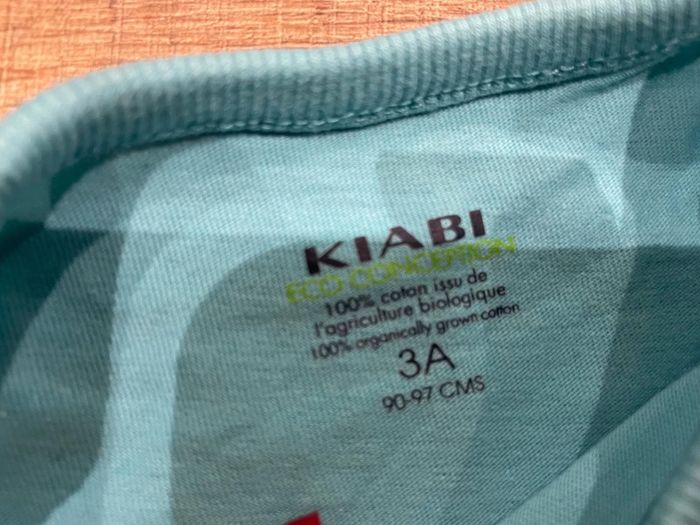 KIABI
ECO CONCEPTION
100% coton issu de
l'agriculture biologique
100% organically grown cotton
3A
90-97 CMS